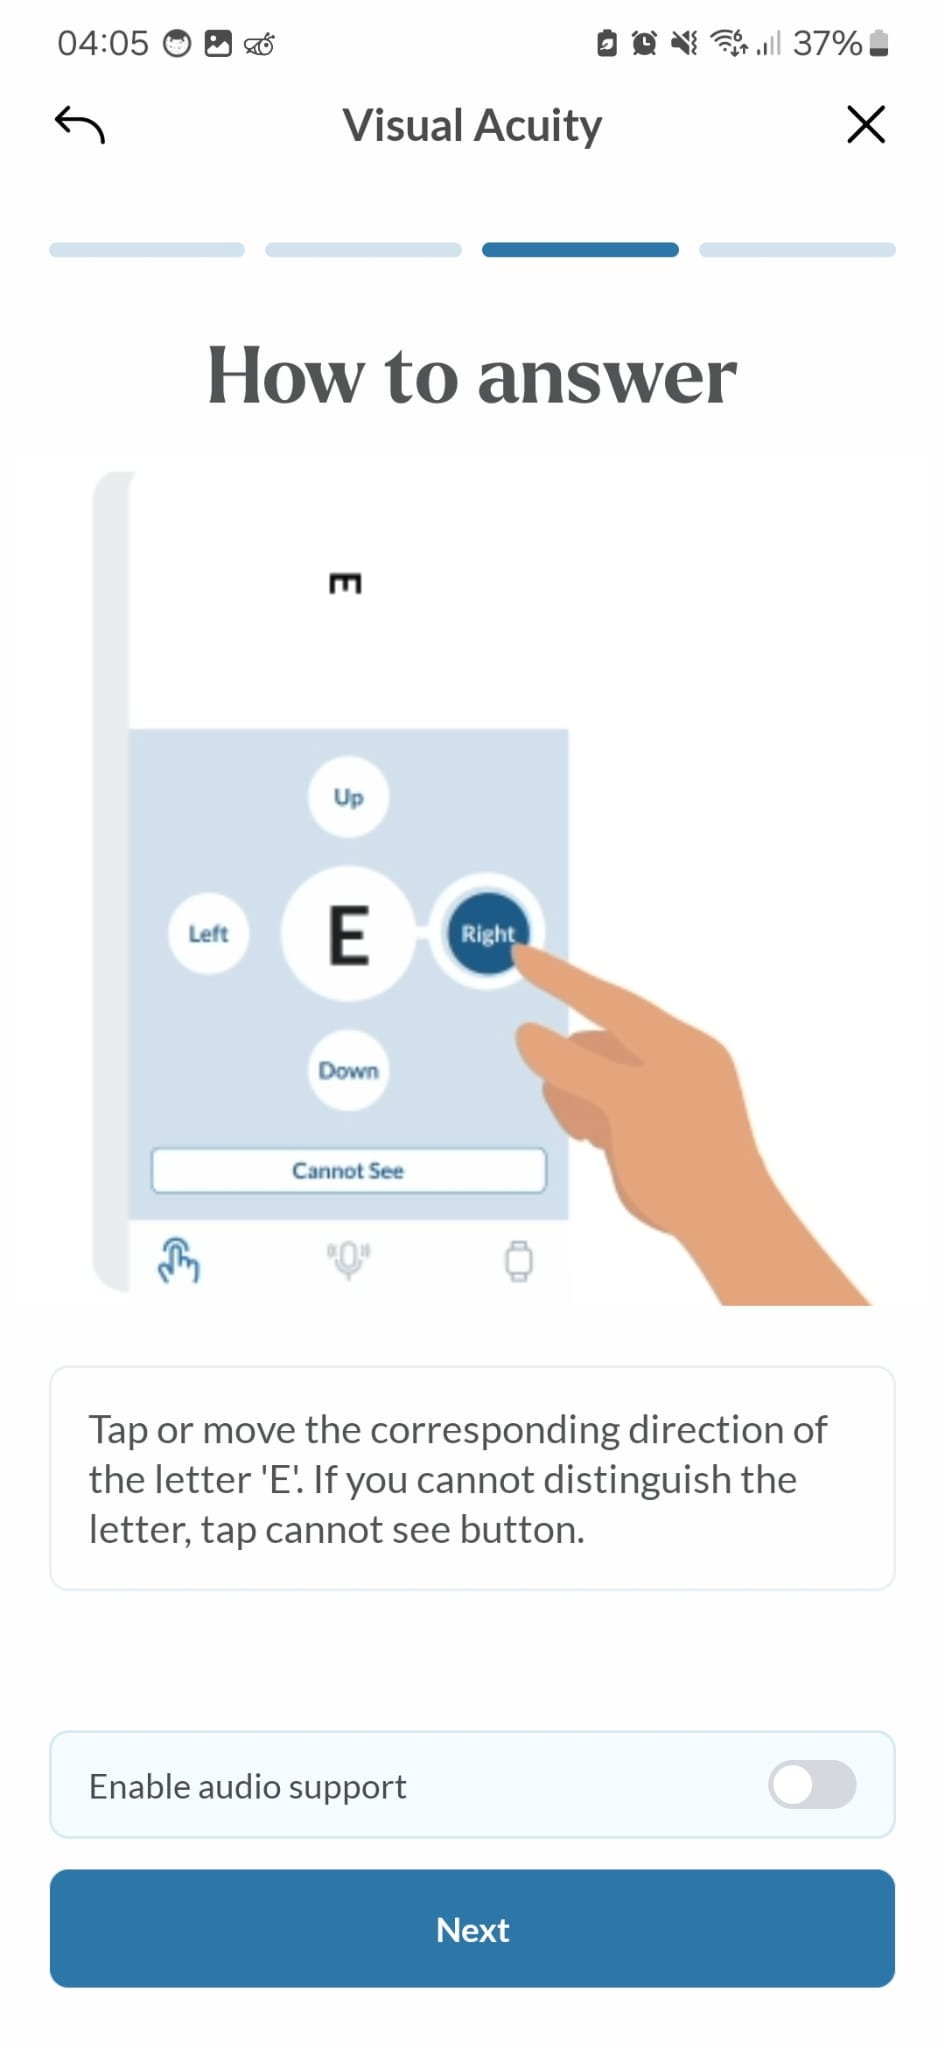 04:05
37%
Visual Acuity
How to answer
E
Up
Left
E
Right
Down
Cannot See
Tap or move the corresponding direction of
the letter 'E'. If you cannot distinguish the
letter, tap cannot see button.
Enable audio support
Next